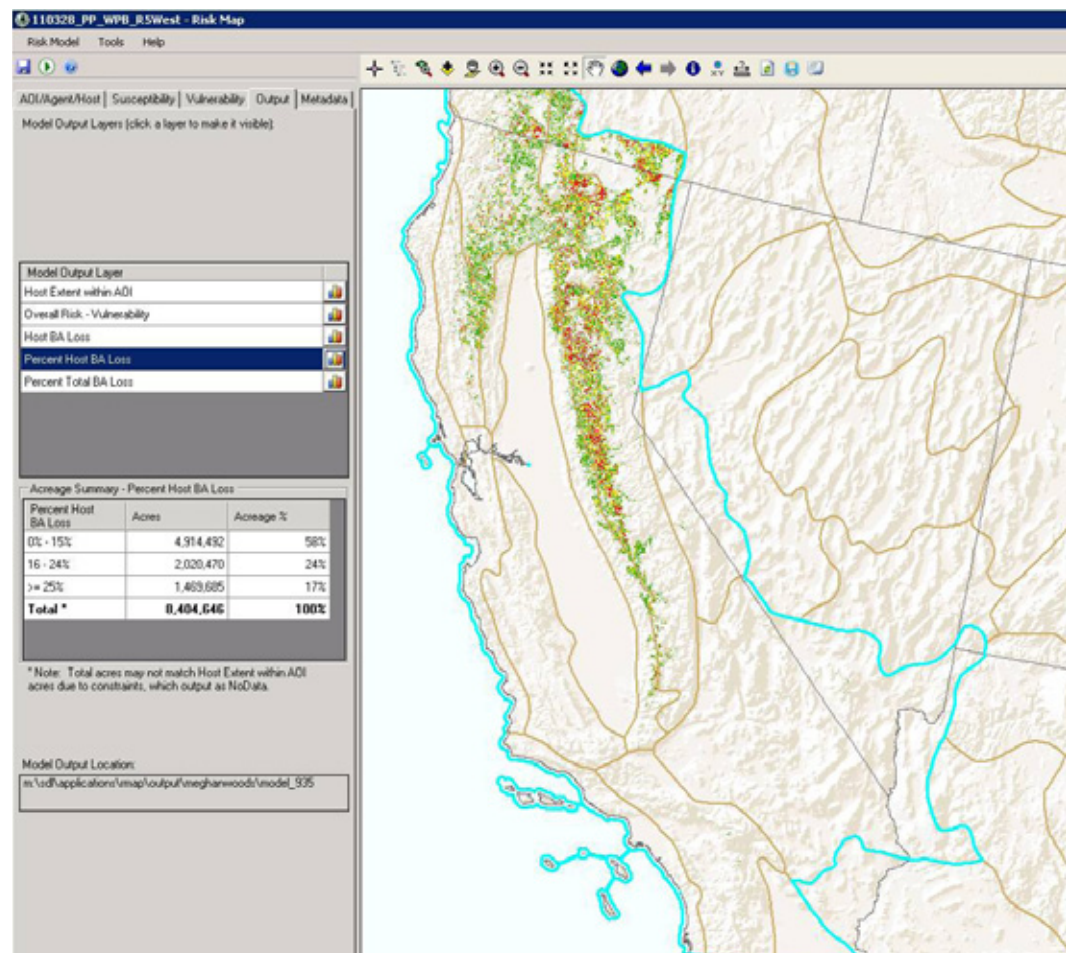 110328_PP_WPB_R5West - Risk Map
Risk Model Tools Help
XY
AOI/Agent/Host Susceptibility Vulnerability Output Metadata
Model Output Layers (click a layer to make it visible)
Model Output Layer
Host Extent within AOI
Overall Risk - Vulnerability
Host BA Loss
Percent Host BA Loss
Percent Total BA Loss
Acreage Summary - Percent Host BA Loss
Percent Host BA Loss Acres Acreage %
0% - 15% 4,914,492 58%
16 - 24% 2,020,470 24%
>= 25% 1,469,685 17%
Total * 8,404,646 100%
* Note: Total acres may not match Host Extent within AOI
acres due to constraints, which output as NoData.
Model Output Location:
m:\sdl\applications\rmap\output\meghanwoods\model_935